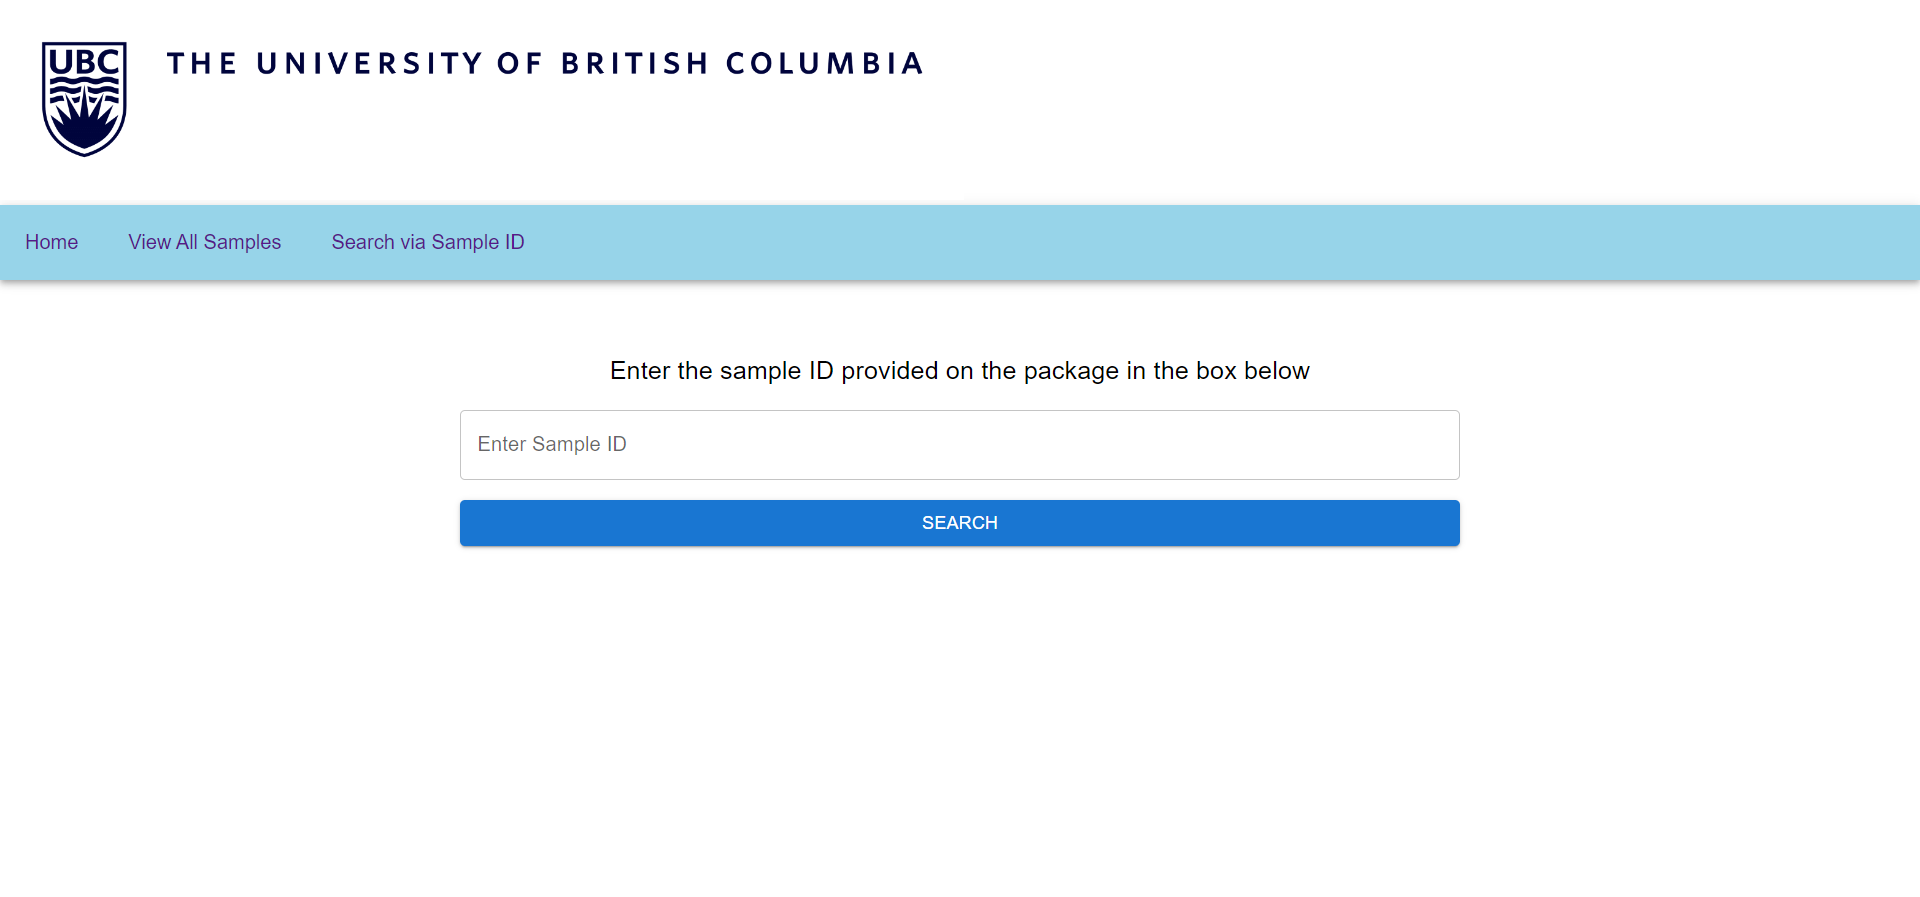 UBC
THE UNIVERSITY OF BRITISH COLUMBIA
Home View All Samples Search via Sample ID
Enter the sample ID provided on the package in the box below
Enter Sample ID
SEARCH